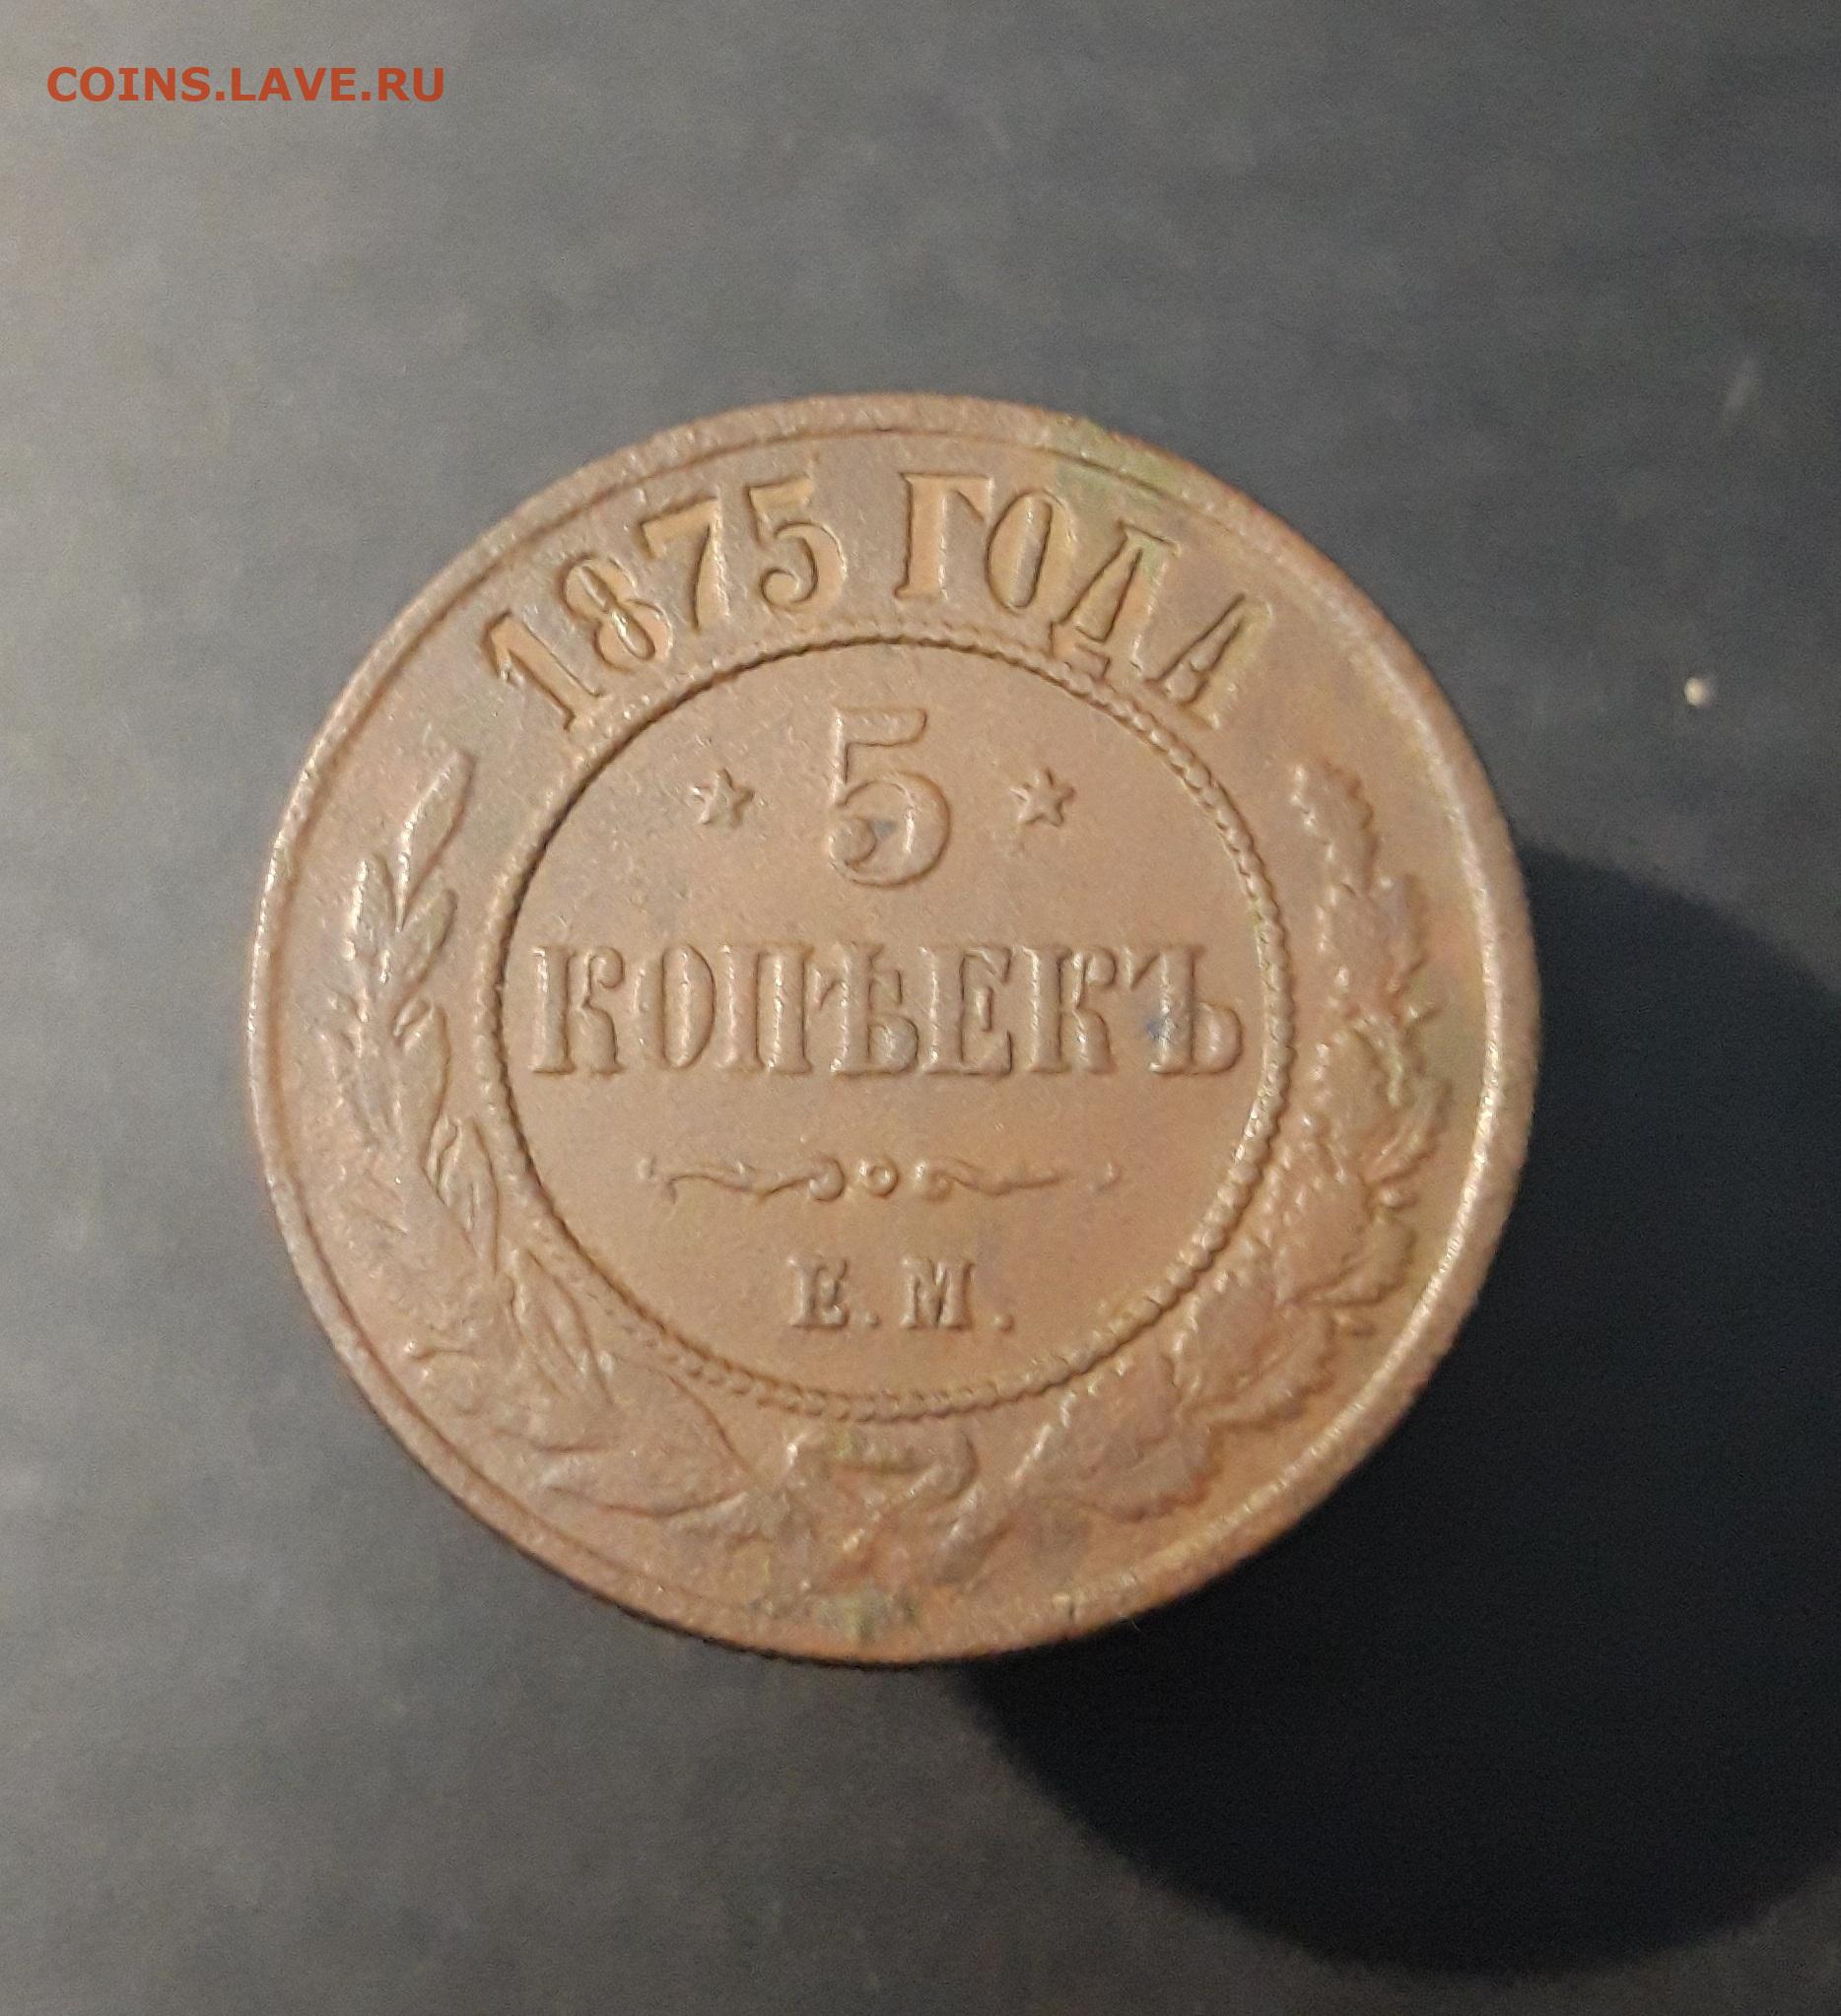 COINS.LAVE.RU
1875 ГОДА
5
КОПѢЕКЪ
Е.М.